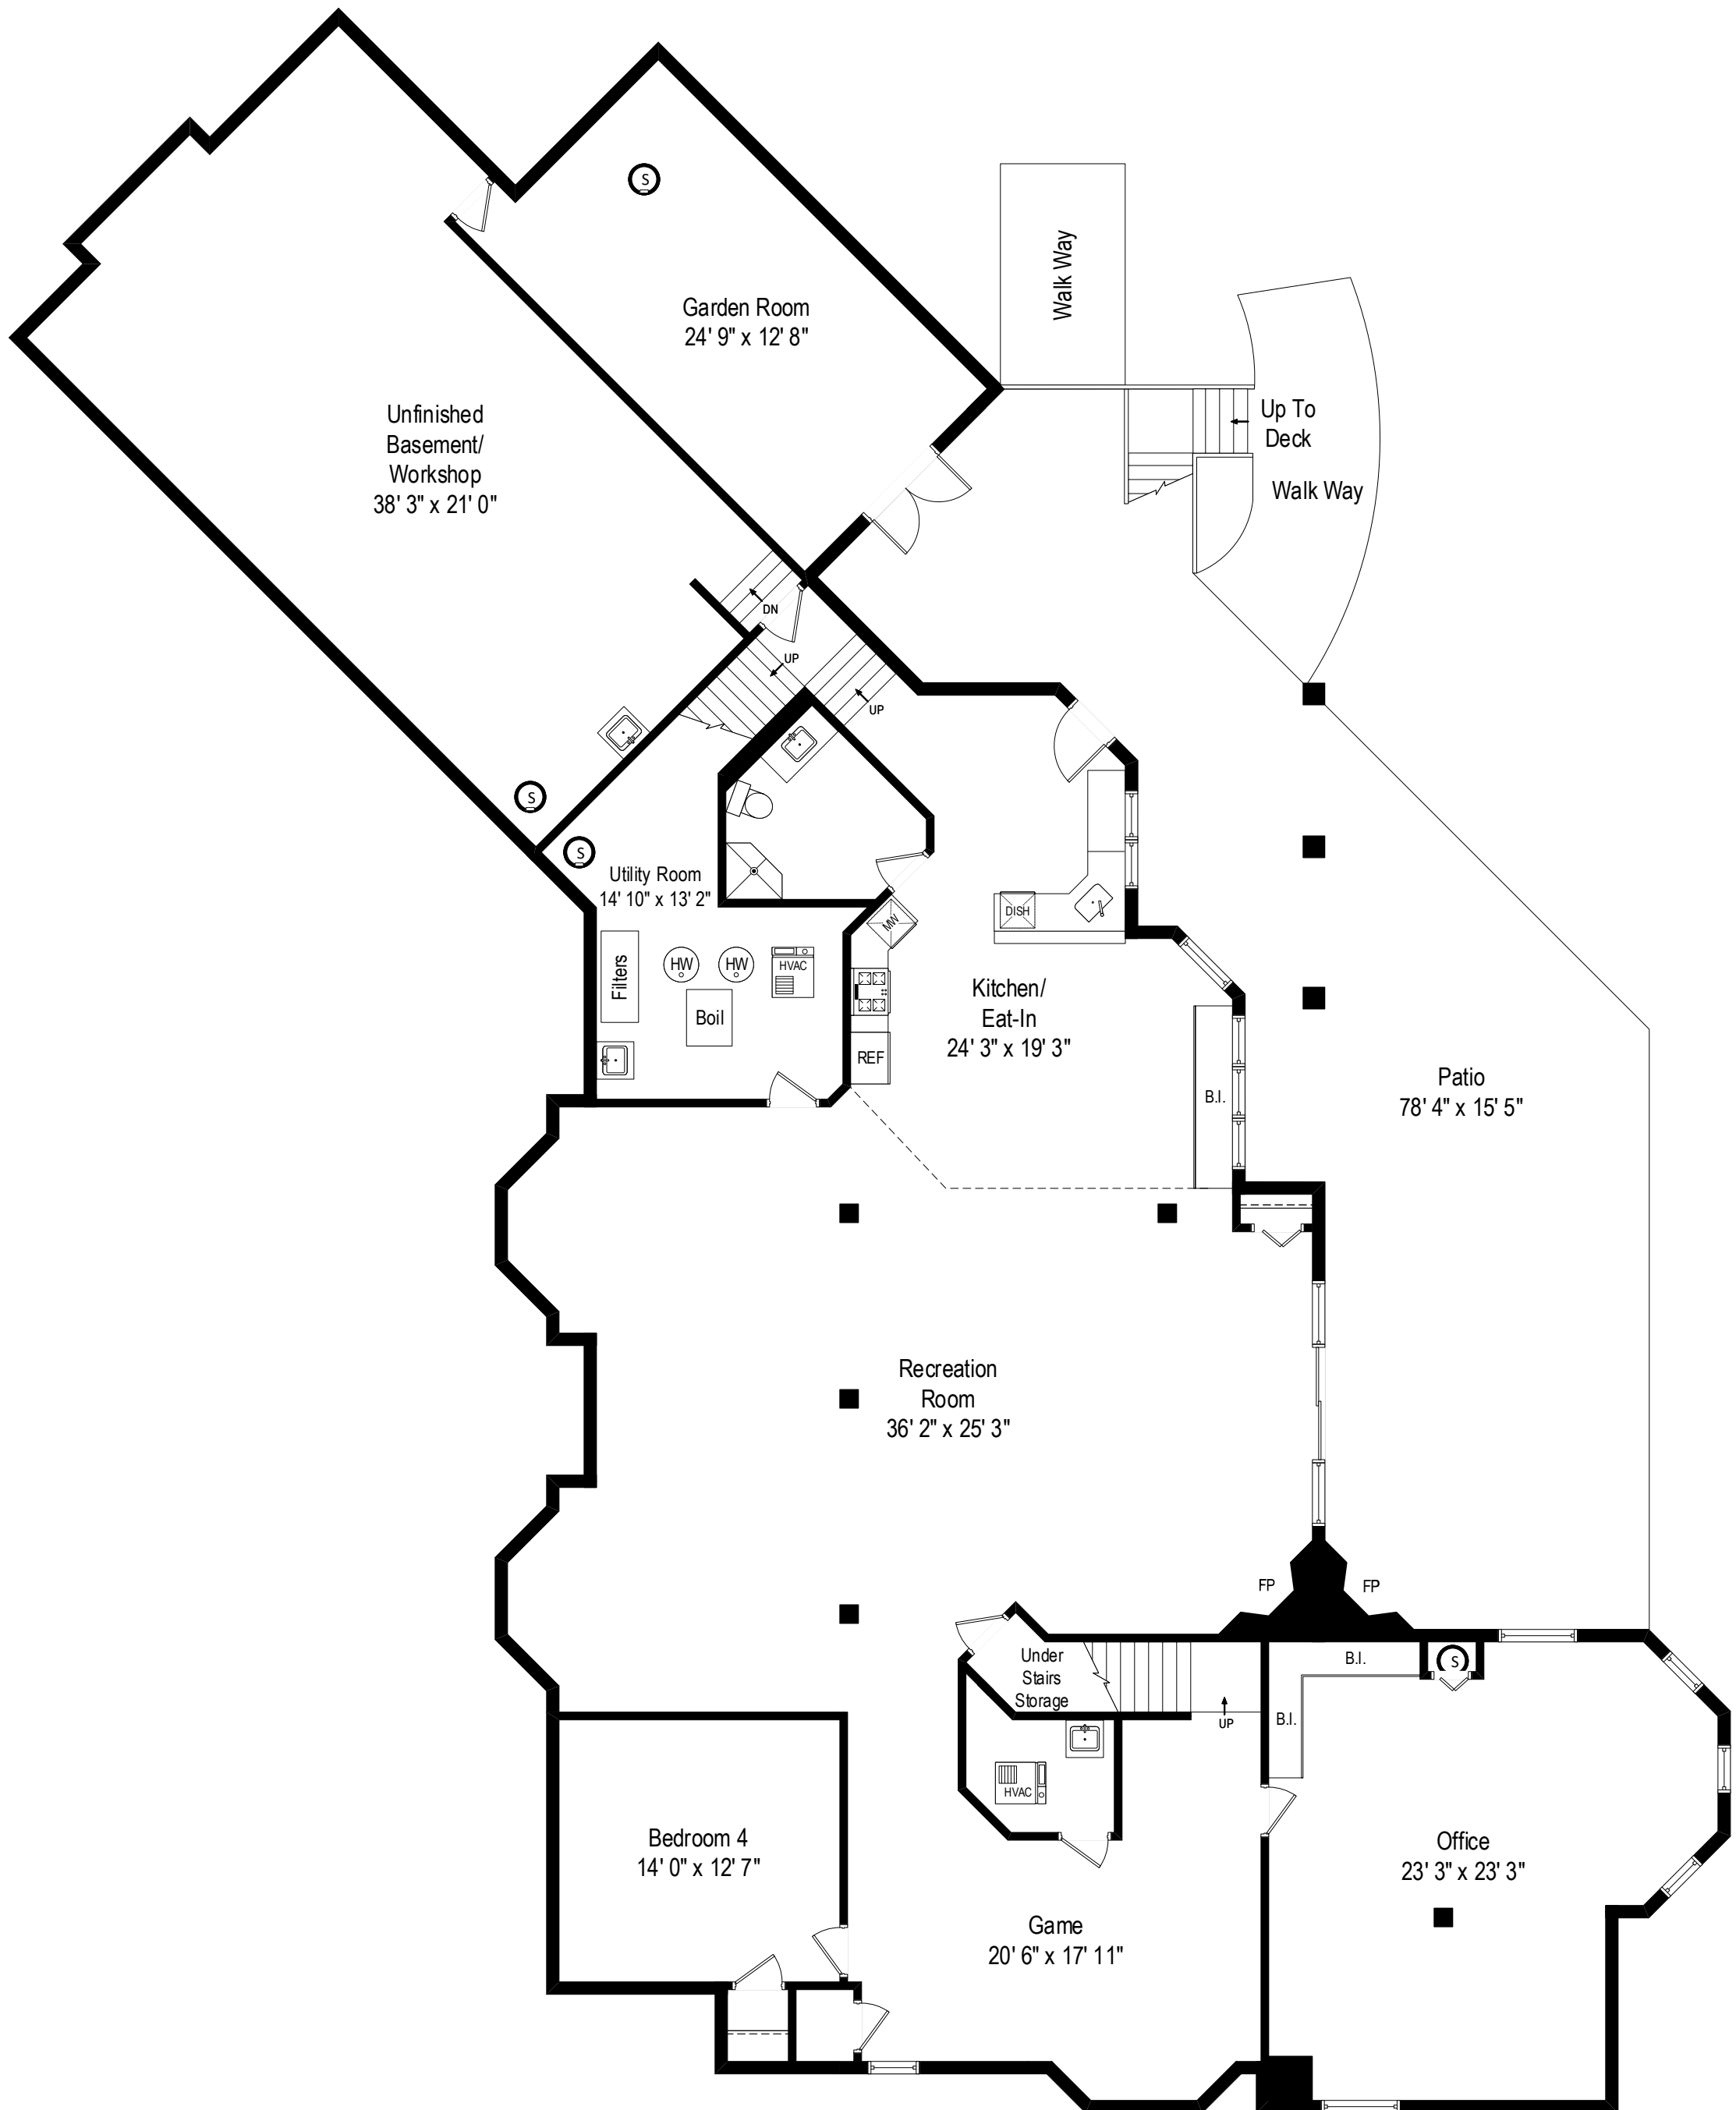 S
Walk Way
Garden Room
24' 9" x 12' 8"
Unfinished
Basement/
Workshop
38' 3" x 21' 0"
Up To
Deck
Walk Way
DN
UP
UP
S
S
Utility Room
14' 10" x 13' 2"
Filters
HW
HW
HVAC
Boil
MW
DISH
REF
Kitchen/
Eat-In
24' 3" x 19' 3"
B.I.
Patio
78' 4" x 15' 5"
Recreation
Room
36' 2" x 25' 3"
FP
FP
Under
Stairs
Storage
UP
B.I.
S
B.I.
HVAC
Bedroom 4
14' 0" x 12' 7"
Office
23' 3" x 23' 3"
Game
20' 6" x 17' 11"